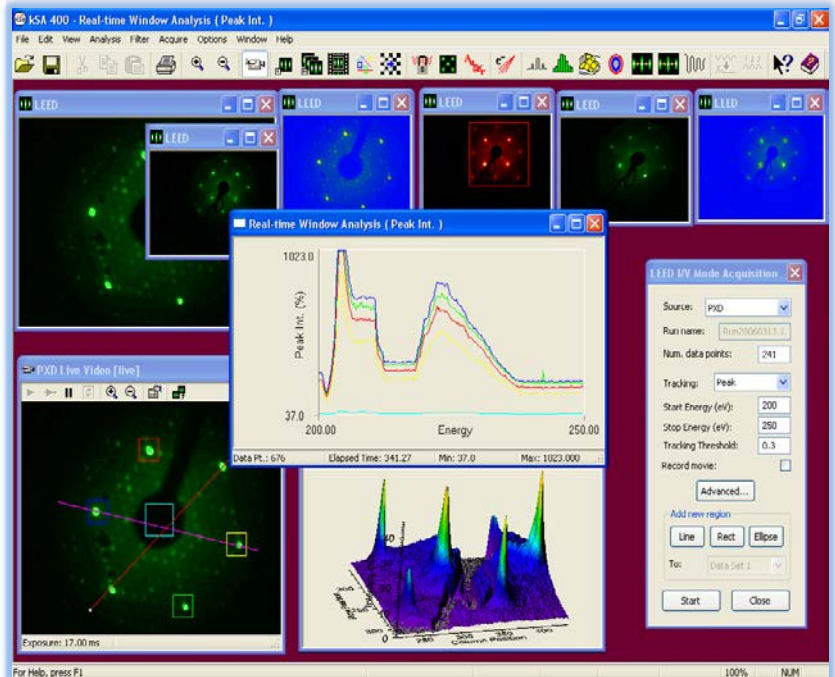 kSA 400 - Real-time Window Analysis ( Peak Int. )
File Edit View Analysis Filter Acquire Options Window Help
LEED
LEED
LEED
LEED
LEED
LEED
Real-time Window Analysis ( Peak Int. )
1023.0
Peak Int. (%)
37.0
200.00 Energy 250.00
Data Pt.: 676 Elapsed Time: 341.27 Min: 37.0 Max: 1023.000
LEED I/V Mode Acquisition
Source: PXD
Run name:
Num. data points: 241
Tracking: Peak
Start Energy (eV): 200
Stop Energy (eV): 250
Tracking Threshold: 0.3
Record movie:
Advanced...
Add new region
Line Rect Ellipse
To: Data Set 1
Start Close
PXD Live Video [live]
Exposure: 17.00 ms
Column Position
For Help, press F1 100% NUM